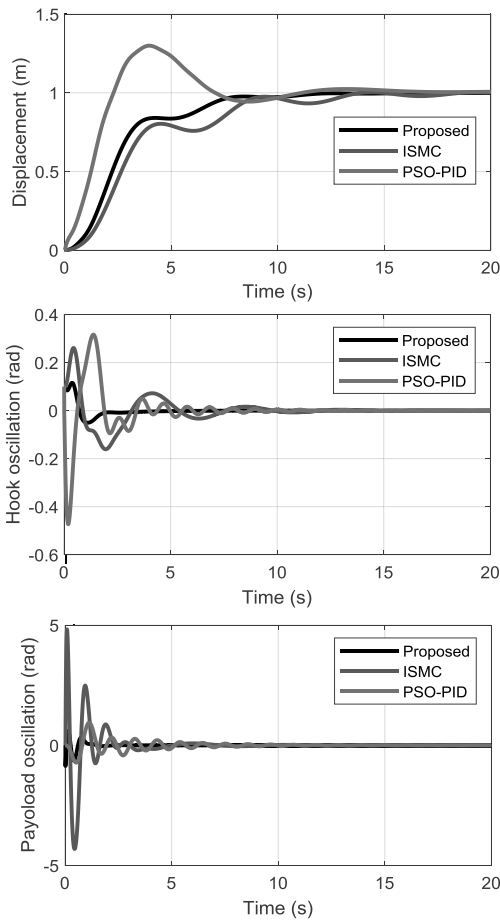 1.5
1
0.5
0
Displacement (m)
Proposed
ISMC
PSO-PID
0 5 10 15 20
Time (s)
0.4
0.2
0
-0.2
-0.4
-0.6
Hook oscillation (rad)
Proposed
ISMC
PSO-PID
0 5 10 15 20
Time (s)
5
0
-5
Payoload oscillation (rad)
Proposed
ISMC
PSO-PID
0 5 10 15 20
Time (s)